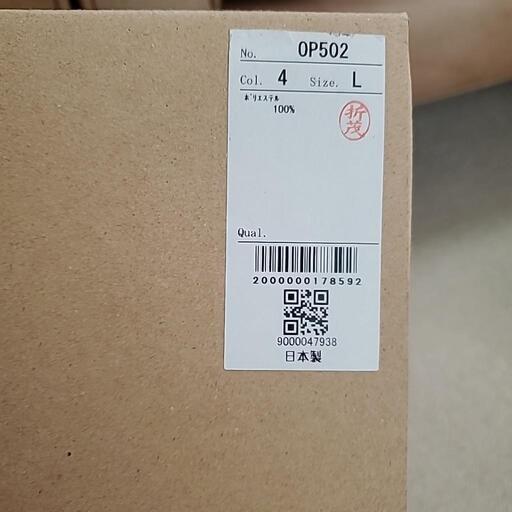 No. OP502
Col. 4 Size. L
ﾎﾟﾘｴｽﾃﾙ
100%
折茂
Qual.
2000000178592
9000047938
日本製